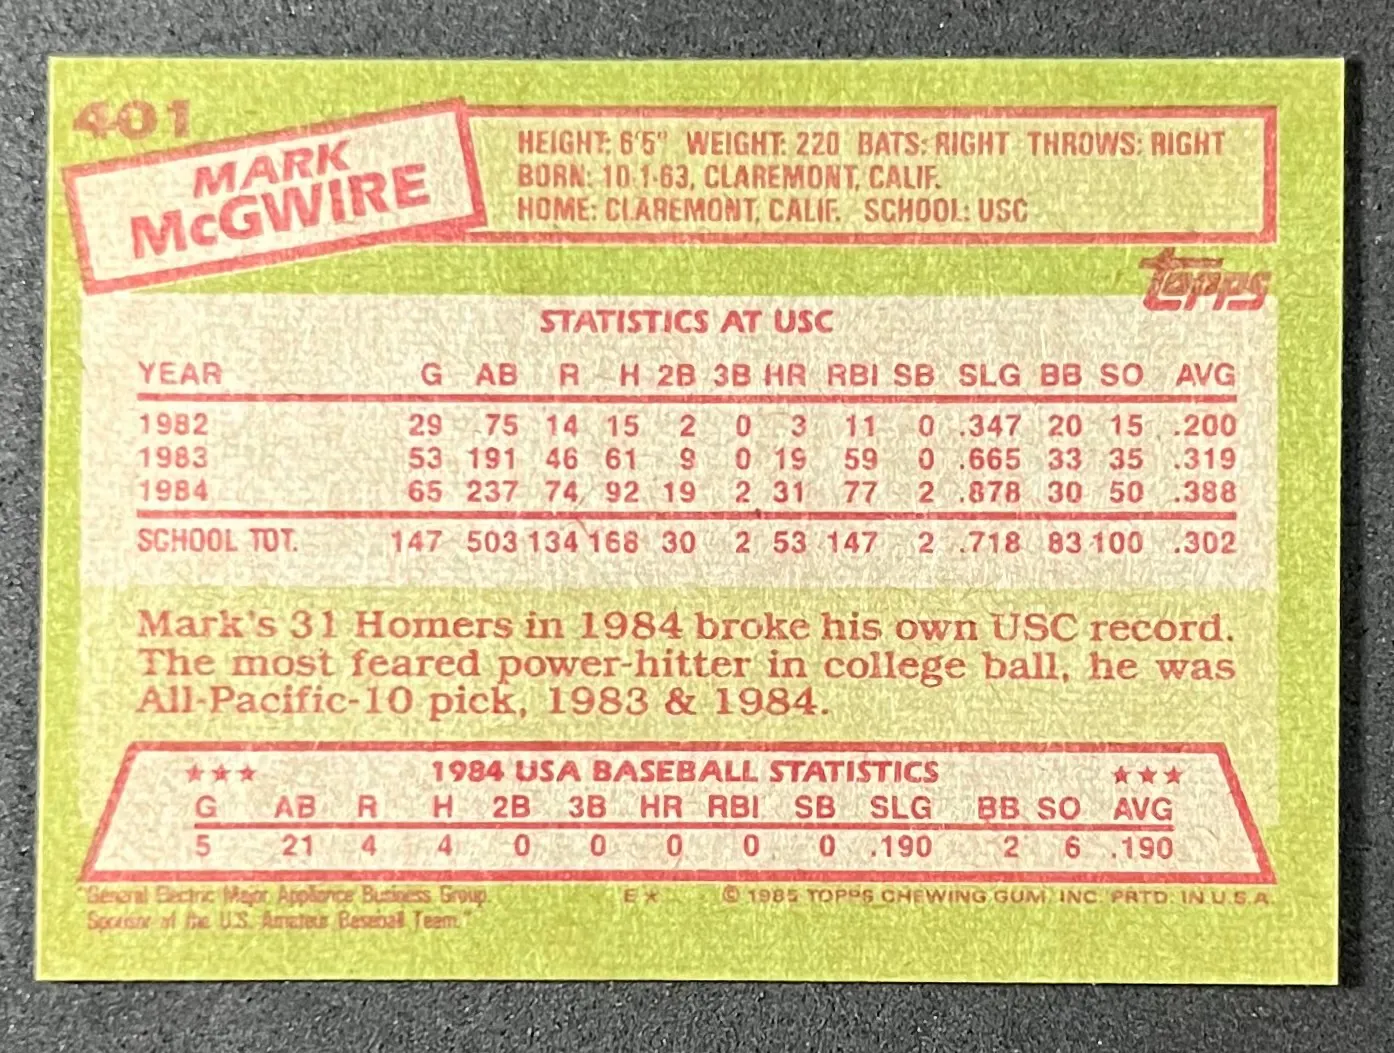 401
MARK
McGWIRE
HEIGHT: 6'5" WEIGHT: 220 BATS: RIGHT THROWS: RIGHT
BORN: 10-1-63, CLAREMONT, CALIF.
HOME: CLAREMONT, CALIF. SCHOOL: USC
topps
STATISTICS AT USC
YEAR G AB R H 2B 3B HR RBI SB SLG BB SO AVG
1982 29 75 14 15 2 0 3 11 0 .347 20 15 .200
1983 53 191 46 61 9 0 19 59 0 .665 33 35 .319
1984 65 237 74 92 19 2 31 77 2 .878 30 50 .388
SCHOOL TOT. 147 503 134 168 30 2 53 147 2 .718 83 100 .302
Mark's 31 Homers in 1984 broke his own USC record.
The most feared power-hitter in college ball, he was
All-Pacific-10 pick, 1983 & 1984.
★★★ 1984 USA BASEBALL STATISTICS ★★★
G AB R H 2B 3B HR RBI SB SLG BB SO AVG
5 21 4 4 0 0 0 0 0 .190 2 6 .190
"General Electric Major Appliance Business Group.
Sponsor of the U.S. Amateur Baseball Team."
E★ © 1985 TOPPS CHEWING GUM, INC. PRTD. IN U.S.A.